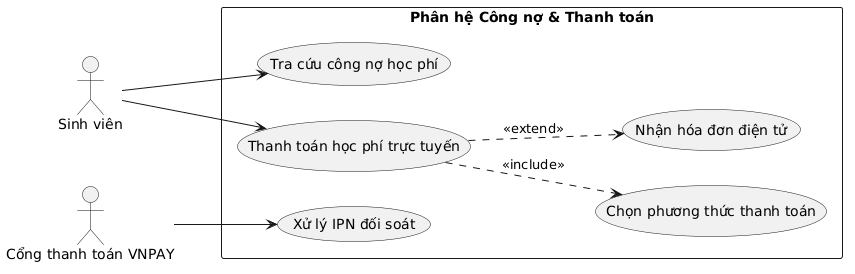 Phân hệ Công nợ & Thanh toán
Tra cứu công nợ học phí
Sinh viên
«extend»
Nhận hóa đơn điện tử
Thanh toán học phí trực tuyến
«include»
Chọn phương thức thanh toán
Xử lý IPN đối soát
Cổng thanh toán VNPAY